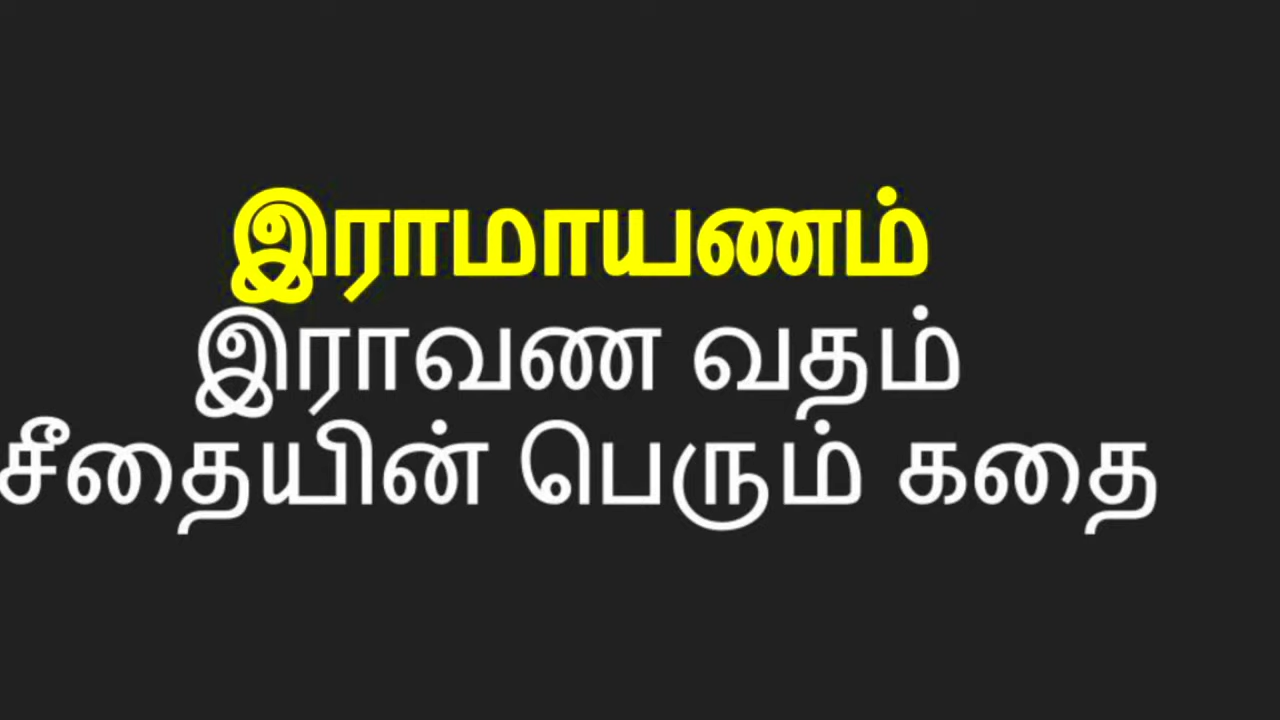 இராமாயணம்
இராவண வதம்
சீதையின் பெரும் கதை